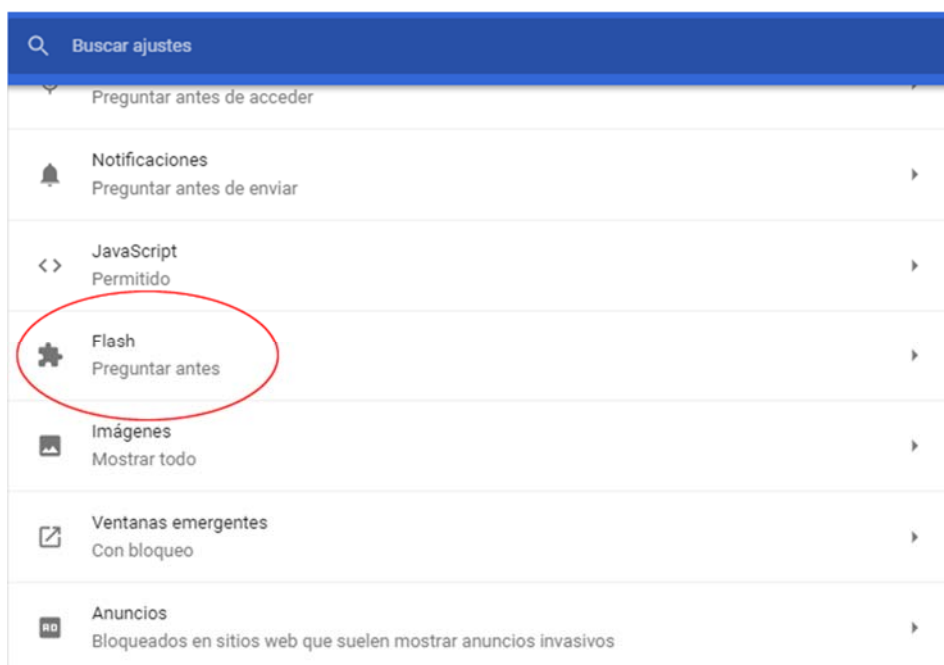 Buscar ajustes
Preguntar antes de acceder
Notificaciones
Preguntar antes de enviar
JavaScript
Permitido
Flash
Preguntar antes
Imágenes
Mostrar todo
Ventanas emergentes
Con bloqueo
Anuncios
Bloqueados en sitios web que suelen mostrar anuncios invasivos